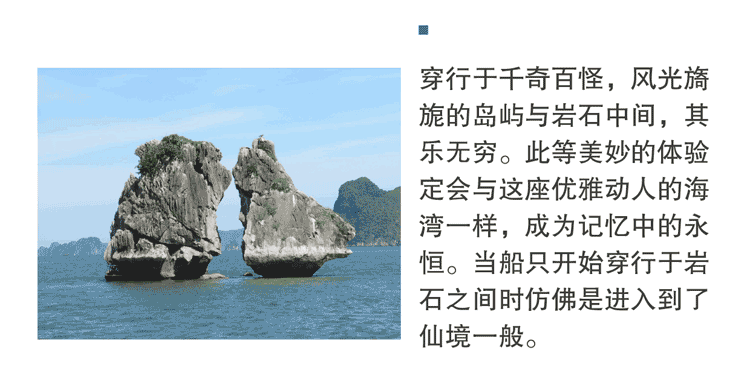 穿行于千奇百怪，风光旖
旎的岛屿与岩石中间，其
乐无穷。此等美妙的体验
定会与这座优雅动人的海
湾一样，成为记忆中的永
恒。当船只开始穿行于岩
石之间时仿佛是进入到了
仙境一般。